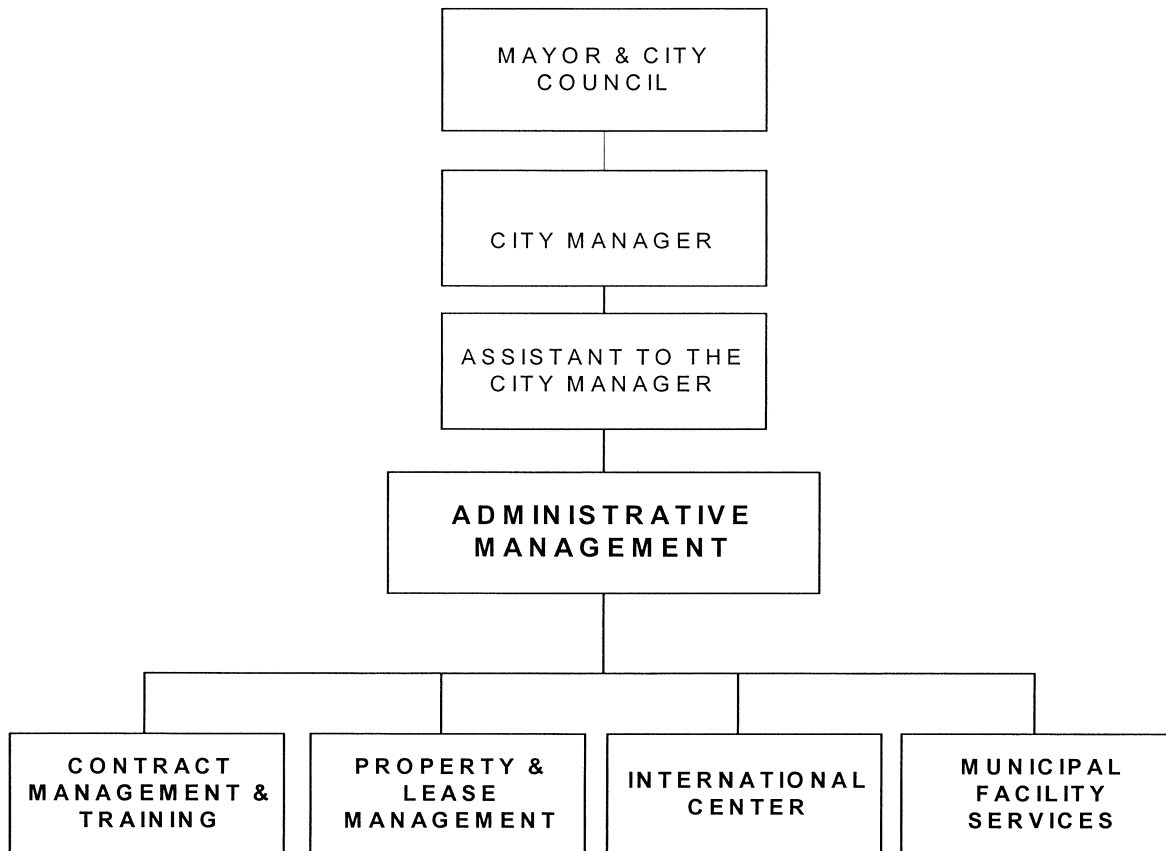 MAYOR & CITY
COUNCIL
CITY MANAGER
ASSISTANT TO THE
CITY MANAGER
ADMINISTRATIVE
MANAGEMENT
CONTRACT
MANAGEMENT &
TRAINING
PROPERTY &
LEASE
MANAGEMENT
INTERNATIONAL
CENTER
MUNICIPAL
FACILITY
SERVICES